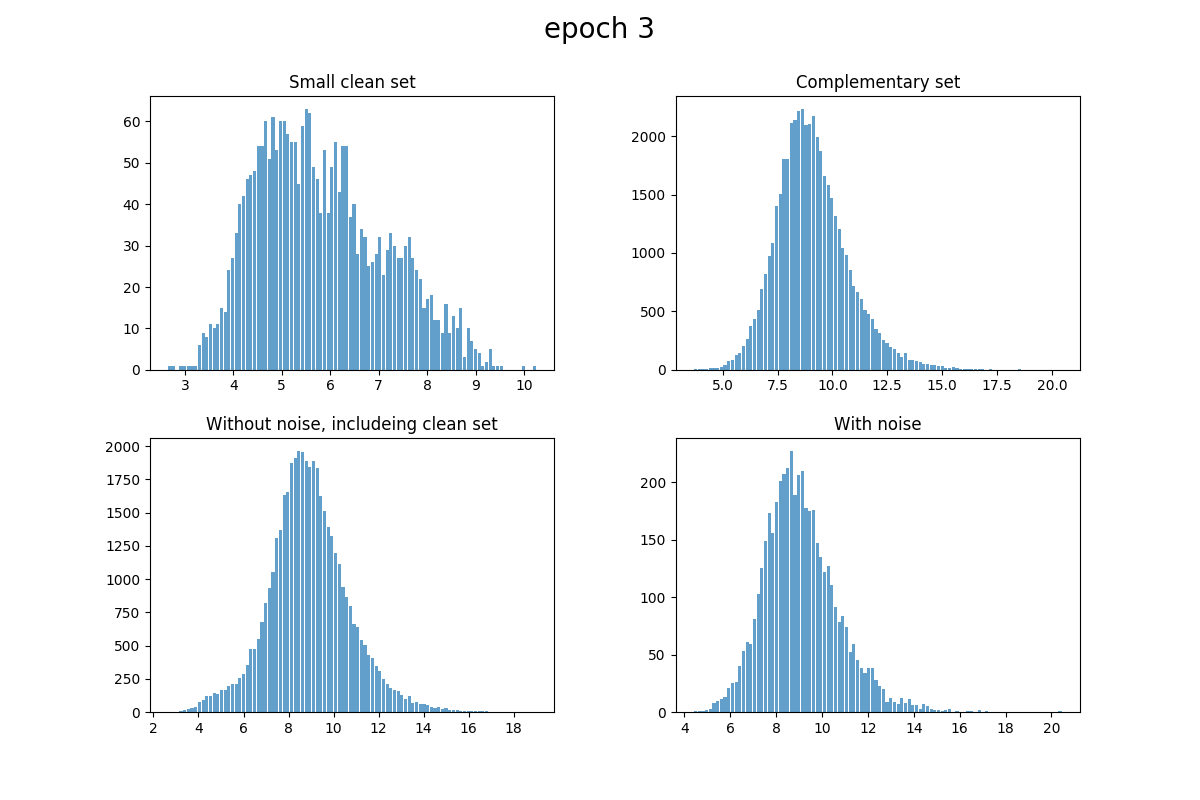 epoch 3
Small clean set
60
50
40
30
20
10
0
3 4 5 6 7 8 9 10
Complementary set
2000
1500
1000
500
0
5.0 7.5 10.0 12.5 15.0 17.5 20.0
Without noise, includeing clean set
2000
1750
1500
1250
1000
750
500
250
0
2 4 6 8 10 12 14 16 18
With noise
200
150
100
50
0
4 6 8 10 12 14 16 18 20